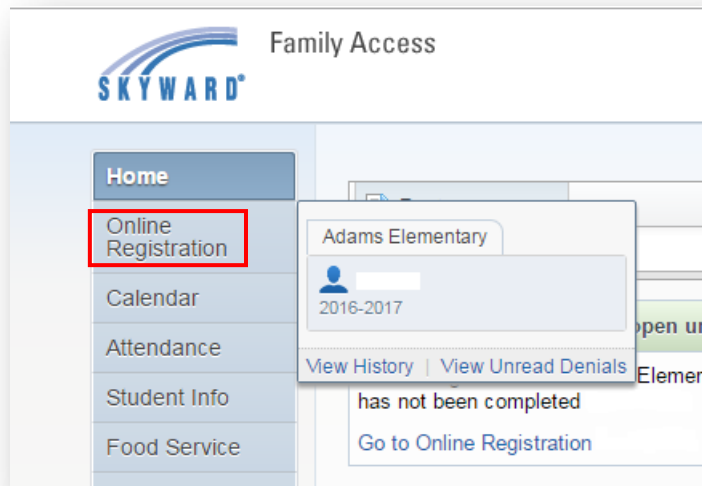 SKYWARD®
Family Access
Home
Online
Registration
Calendar
Attendance
Student Info
Food Service
Adams Elementary
2016-2017
View History | View Unread Denials
open
has not been completed
Go to Online Registration